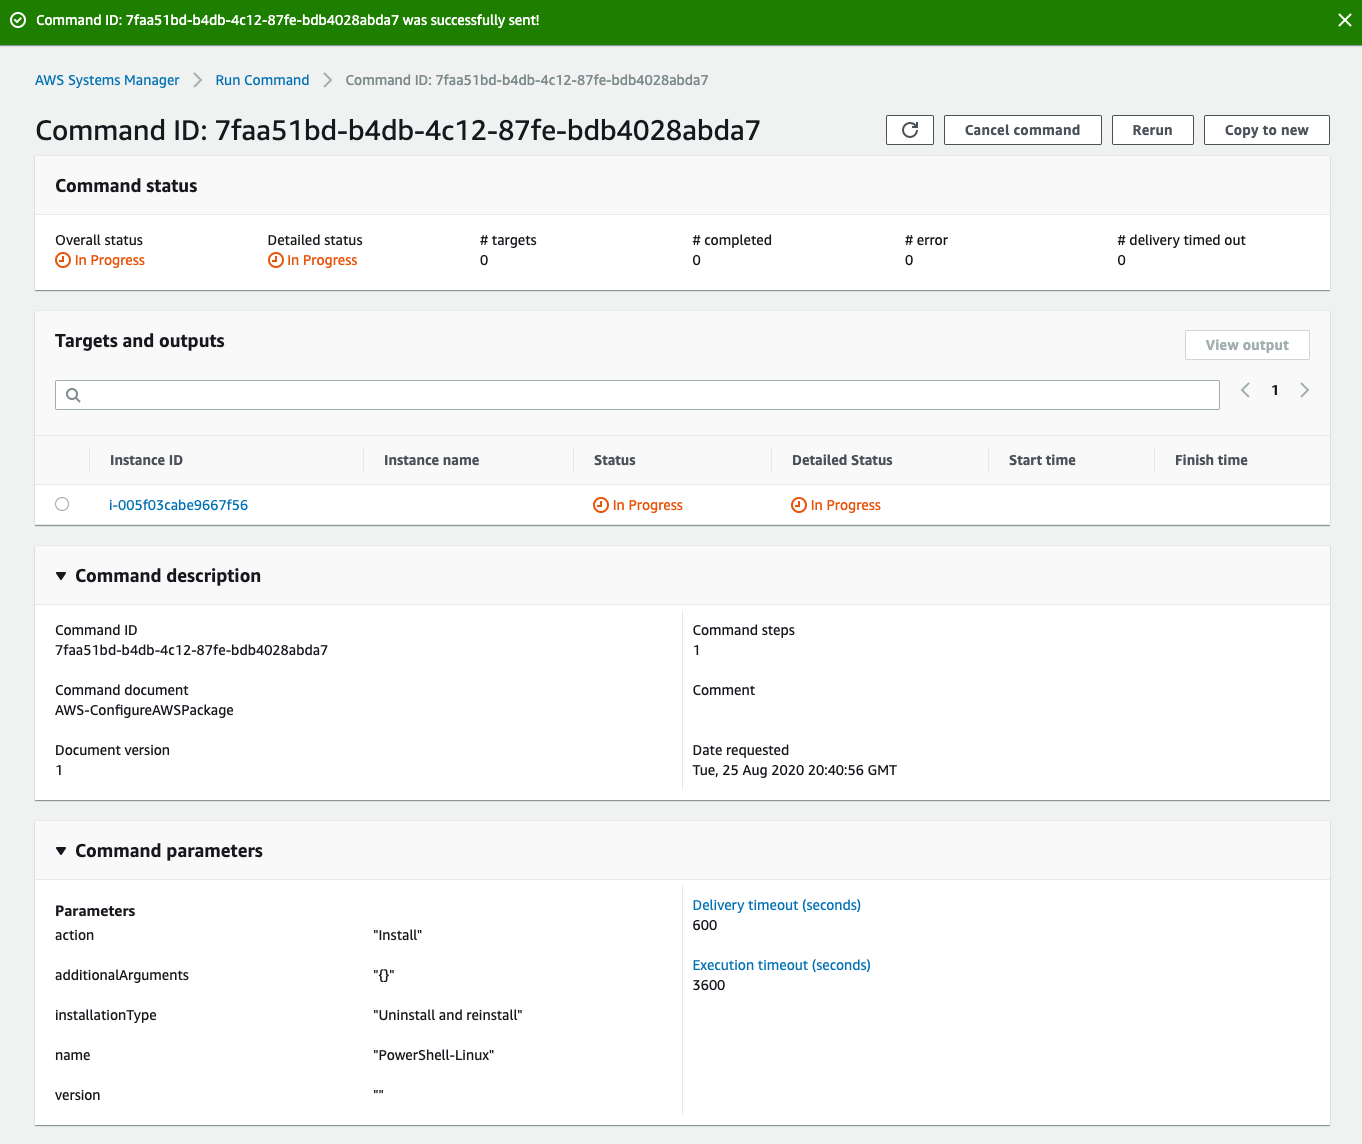 Command ID: 7faa51bd-b4db-4c12-87fe-bdb4028abda7 was successfully sent!
AWS Systems Manager > Run Command > Command ID: 7faa51bd-b4db-4c12-87fe-bdb4028abda7
Command ID: 7faa51bd-b4db-4c12-87fe-bdb4028abda7
Cancel command Rerun Copy to new
Command status
Overall status Detailed status # targets # completed # error # delivery timed out
In Progress In Progress 0 0 0 0
Targets and outputs
View output
1
Instance ID Instance name Status Detailed Status Start time Finish time
i-005f03cabe9667f56 In Progress In Progress
Command description
Command ID
7faa51bd-b4db-4c12-87fe-bdb4028abda7
Command document
AWS-ConfigureAWSPackage
Document version
1
Command steps
1
Comment
Date requested
Tue, 25 Aug 2020 20:40:56 GMT
Command parameters
Parameters
action "Install"
additionalArguments "{}"
installationType "Uninstall and reinstall"
name "PowerShell-Linux"
version ""
Delivery timeout (seconds)
600
Execution timeout (seconds)
3600